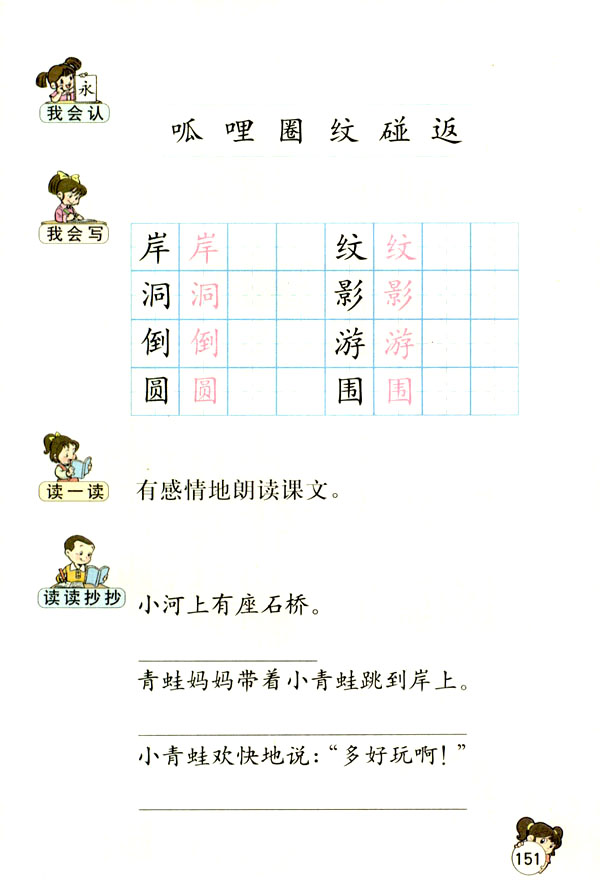 永
我会认
呱 哩 圈 纹 碰 返
我会写
岸 岸 纹 纹
洞 洞 影 影
倒 倒 游 游
圆 圆 围 围
读一读
有感情地朗读课文。
读读抄抄
小河上有座石桥。
青蛙妈妈带着小青蛙跳到岸上。
小青蛙欢快地说：“多好玩啊！”
151